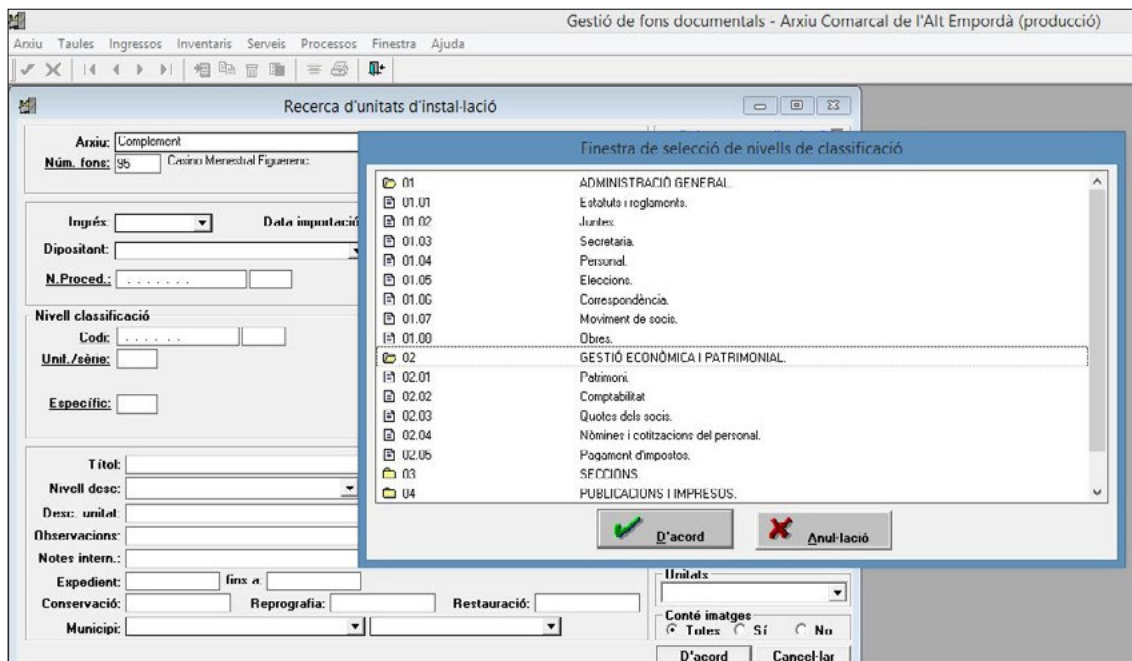 Gestió de fons documentals - Arxiu Comarcal de l'Alt Empordà (producció)
Arxiu Taules Ingressos Inventaris Serveis Processos Finestra Ajuda
Recerca d'unitats d'instal·lació
Arxiu: Complement
Núm. fons: 95 Casino Menestral Figuerenc.
Ingrés: Data importació
Dipositant:
N.Proced.: . . . . . . .
Nivell classificació
Codi: . . . . . .
Unit./sèrie:
Específic:
Títol:
Nivell desc:
Desc. unitat:
Observacions:
Notes intern.:
Expedient: fins a:
Conservació: Reprografia: Restauració:
Municipi:
Finestra de selecció de nivells de classificació
01 ADMINISTRACIÓ GENERAL.
01.01 Estatuts i reglaments.
01.02 Juntes.
01.03 Secretaria.
01.04 Personal.
01.05 Eleccions.
01.06 Correspondència.
01.07 Moviment de socis.
01.08 Obres.
02 GESTIÓ ECONÒMICA I PATRIMONIAL.
02.01 Patrimoni.
02.02 Comptabilitat
02.03 Quotes dels socis.
02.04 Nòmines i cotitzacions del personal.
02.05 Pagament d'impostos.
03 SECCIONS.
04 PUBLICACIONS I IMPRESOS.
D'acord Anul·lació
Unitats
Conté imatges
Totes Sí No
D'acord Cancel·lar